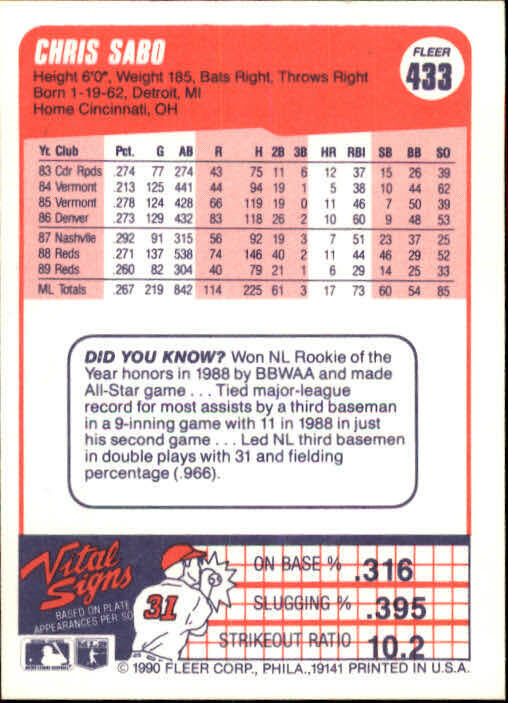 CHRIS SABO
FLEER
433
Height 6'0", Weight 185, Bats Right, Throws Right
Born 1-19-62, Detroit, MI
Home Cincinnati, OH
Yr. Club Pct. G AB R H 2B 3B HR RBI SB BB SO
83 Cdr Rpds .274 77 274 43 75 11 6 12 37 15 26 39
84 Vermont .213 125 441 44 94 19 1 5 38 10 44 62
85 Vermont .278 124 428 66 119 19 0 11 46 7 50 39
86 Denver .273 129 432 83 118 26 2 10 60 9 48 53
87 Nashvlle .292 91 315 56 92 19 3 7 51 23 37 25
88 Reds .271 137 538 74 146 40 2 11 44 46 29 52
89 Reds .260 82 304 40 79 21 1 6 29 14 25 33
ML Totals .267 219 842 114 225 61 3 17 73 60 54 85
DID YOU KNOW? Won NL Rookie of the
Year honors in 1988 by BBWAA and made
All-Star game . . . Tied major-league
record for most assists by a third baseman
in a 9-inning game with 11 in 1988 in just
his second game . . . Led NL third basemen
in double plays with 31 and fielding
percentage (.966).
Vital
Signs
BASED ON PLATE
APPEARANCES PER SO
31
ON BASE % .316
SLUGGING % .395
STRIKEOUT RATIO 10.2
© 1990 FLEER CORP., PHILA., 19141 PRINTED IN U.S.A.